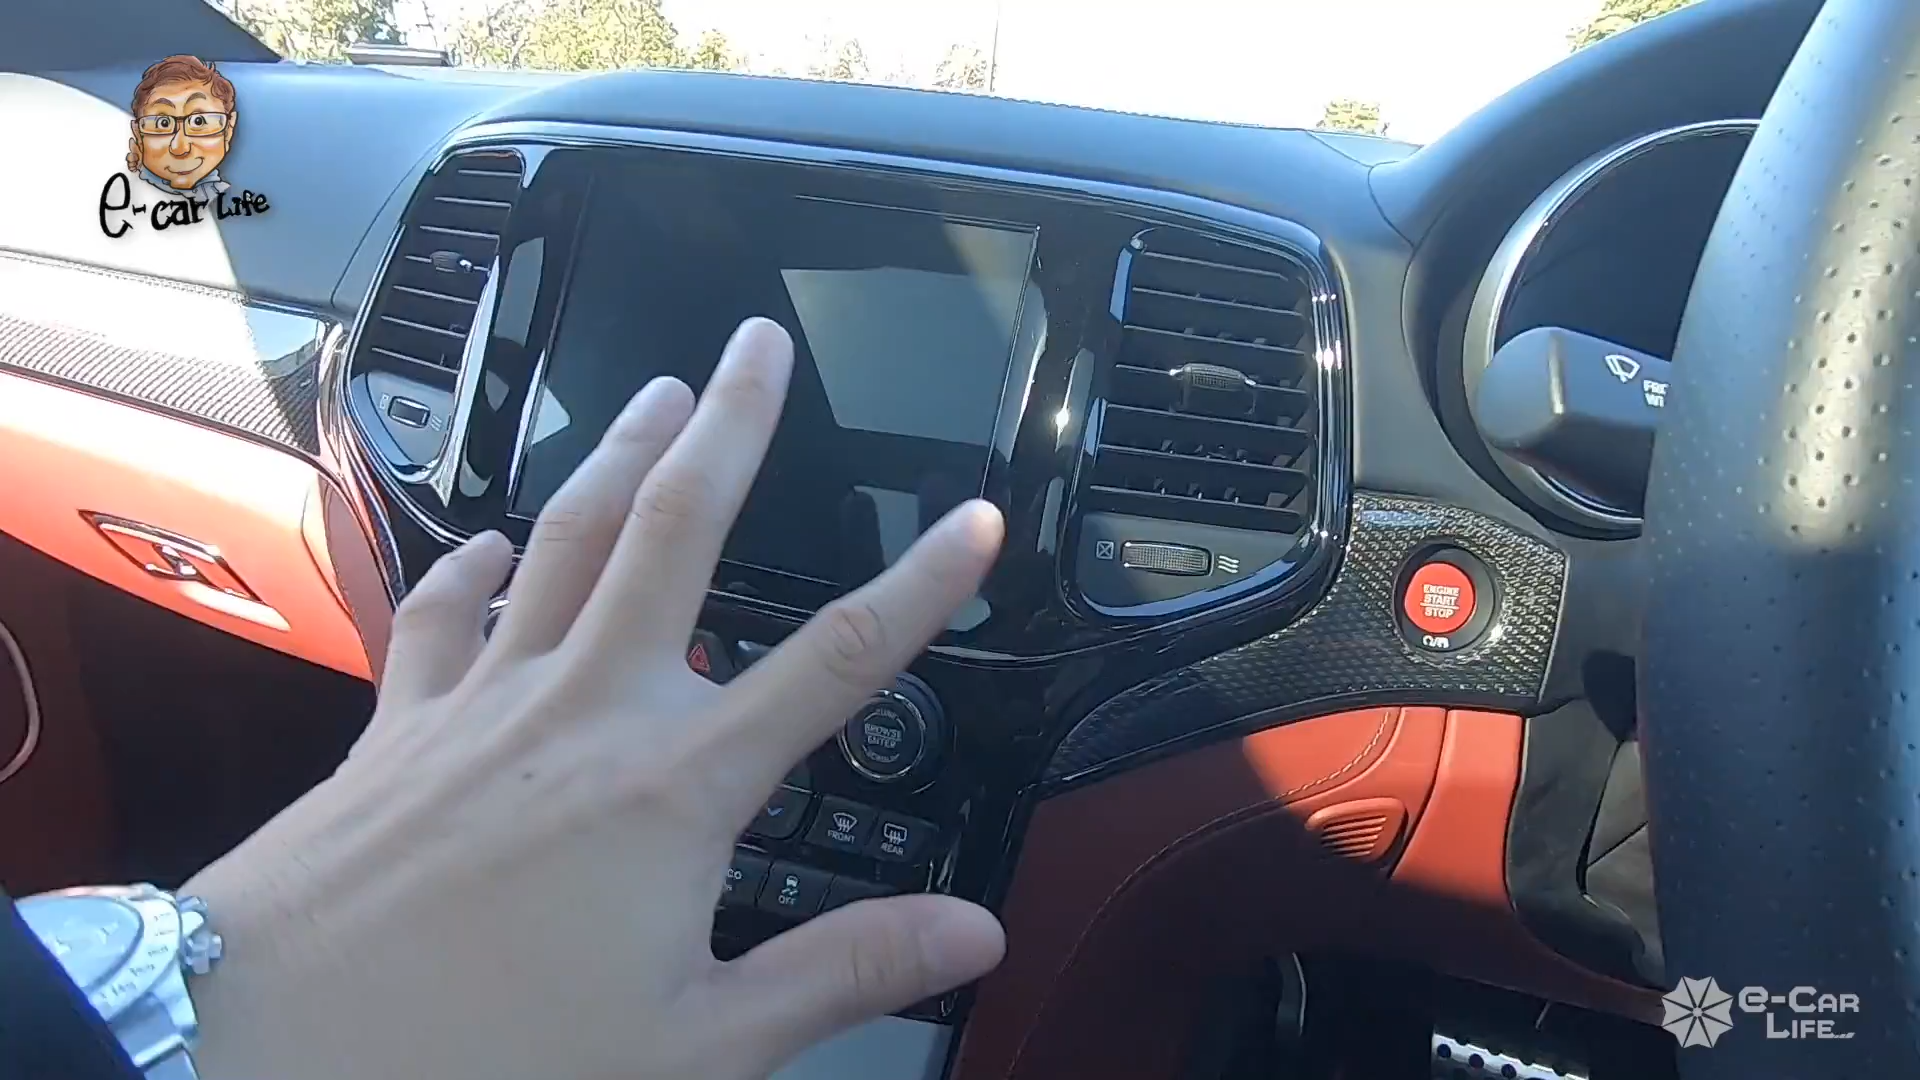 e-car Life
ENGINE
START
STOP
BROWSE
ENTER
FRONT
REAR
OFF
e-Car
Life